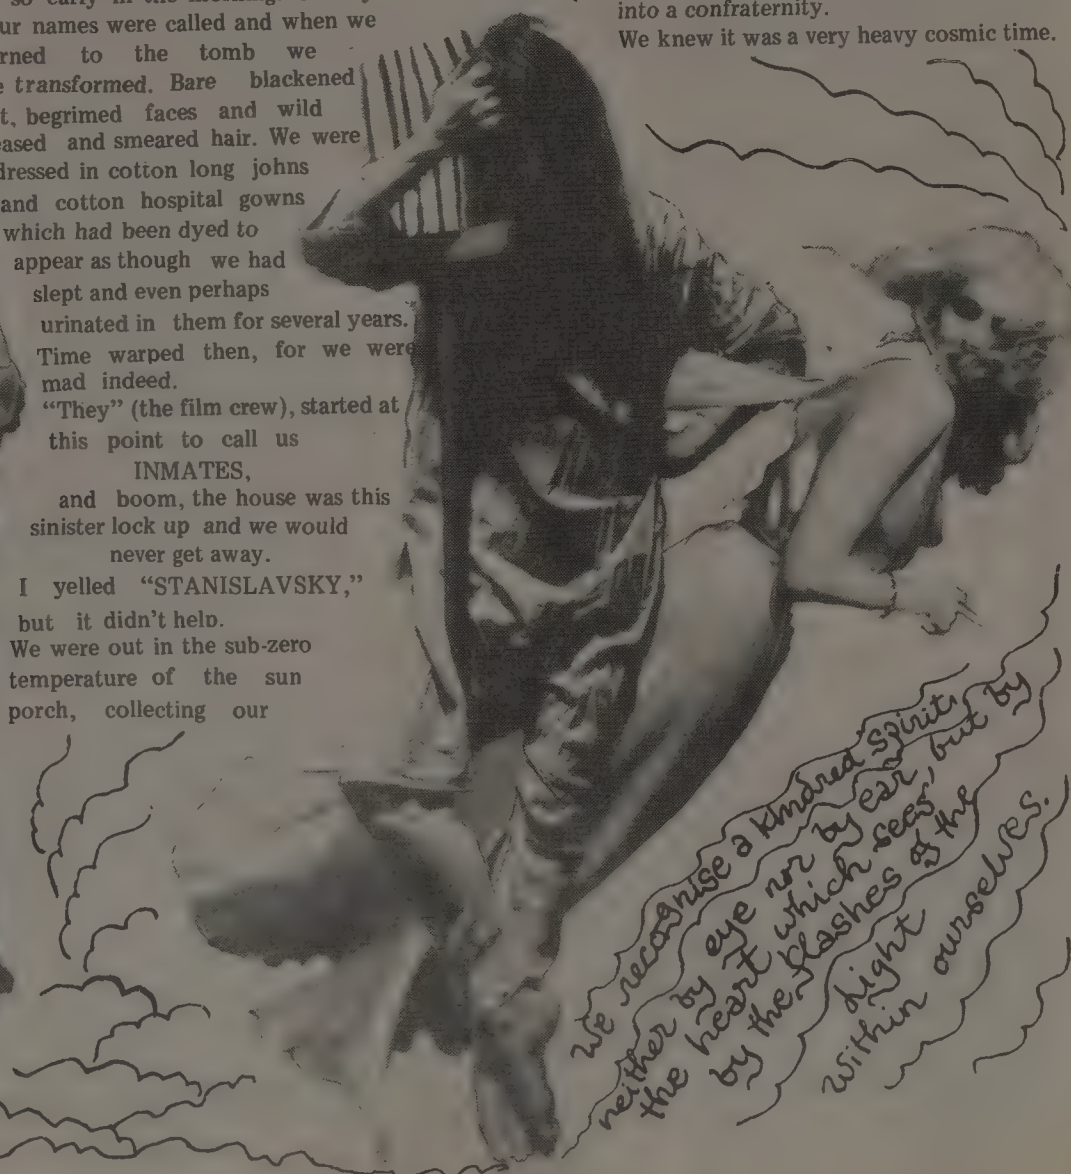 so early in the
ur names were called and when we
rned to the tomb we
e transformed. Bare blackened
t, begrimed faces and wild
eased and smeared hair. We were
dressed in cotton long johns
and cotton hospital gowns
which had been dyed to
appear as though we had
slept and even perhaps
urinated in them for several years.
Time warped then, for we were
mad indeed.
“They” (the film crew), started at
this point to call us
INMATES,
and boom, the house was this
sinister lock up and we would
never get away.
I yelled “STANISLAVSKY,”
but it didn't help.
We were out in the sub-zero
temperature of the sun
porch, collecting our
into a confraternity.
We knew it was a very heavy cosmic time.
We recognise a kindred spirit,
neither by eye nor by ear, but by
the heart which sees,
by the flashes of the
Light
within ourselves.